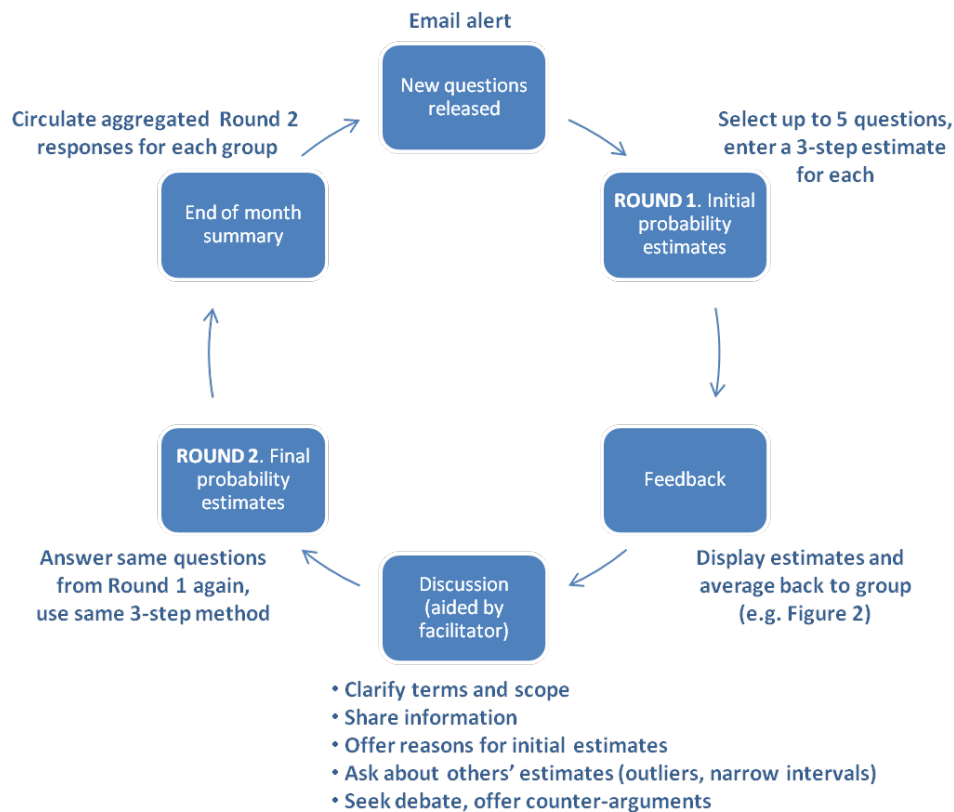 Email alert
New questions
released
Select up to 5 questions,
enter a 3-step estimate
for each
ROUND 1. Initial
probability
estimates
Feedback
Display estimates and
average back to group
(e.g. Figure 2)
Discussion
(aided by
facilitator)
• Clarify terms and scope
• Share information
• Offer reasons for initial estimates
• Ask about others' estimates (outliers, narrow intervals)
• Seek debate, offer counter-arguments
ROUND 2. Final
probability
estimates
Answer same questions
from Round 1 again,
use same 3-step method
End of month
summary
Circulate aggregated Round 2
responses for each group